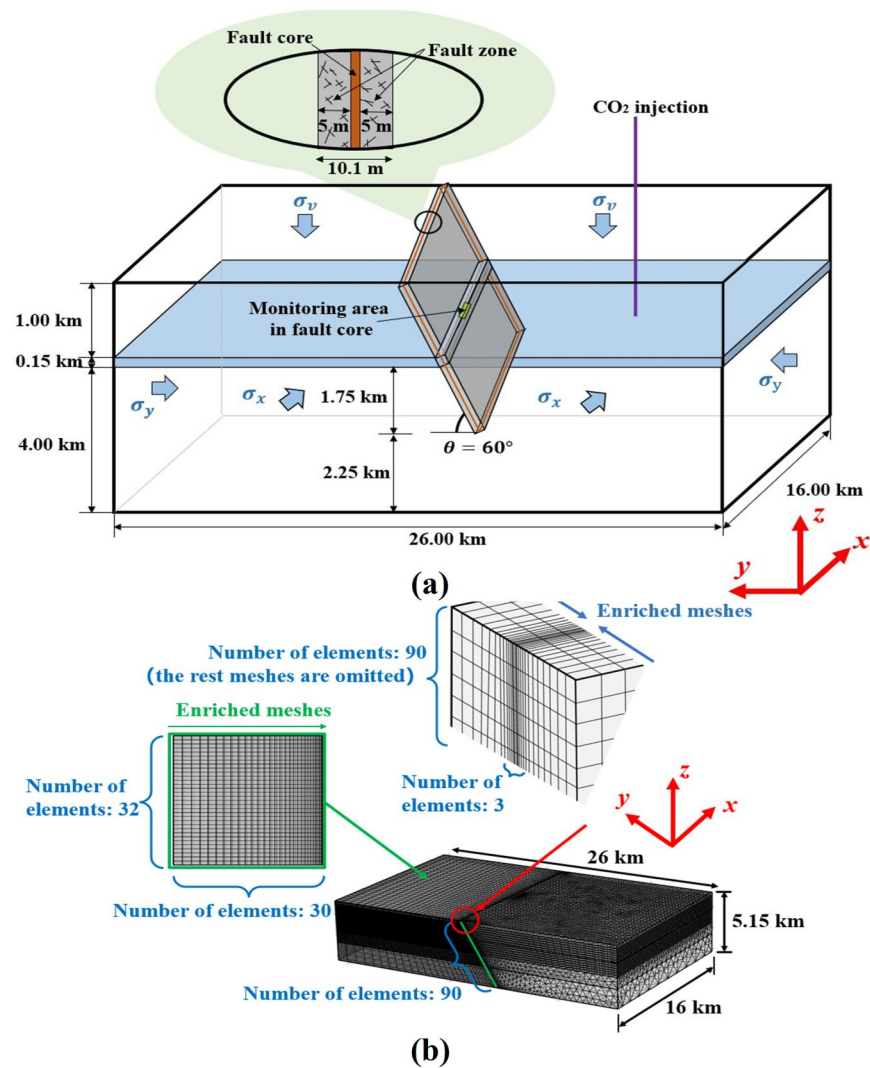 Fault core
Fault zone
5 m
5 m
10.1 m
CO₂ injection
σᵥ
σᵥ
Monitoring area
in fault core
1.00 km
0.15 km
4.00 km
σ_y
σₓ
1.75 km
σₓ
σ_y
θ = 60°
2.25 km
16.00 km
26.00 km
z
x
y
(a)
Enriched meshes
Number of elements: 90
(the rest meshes are omitted)
Enriched meshes
Number of
elements: 32
Number of
elements: 3
Number of elements: 30
z
y
x
26 km
5.15 km
Number of elements: 90
16 km
(b)